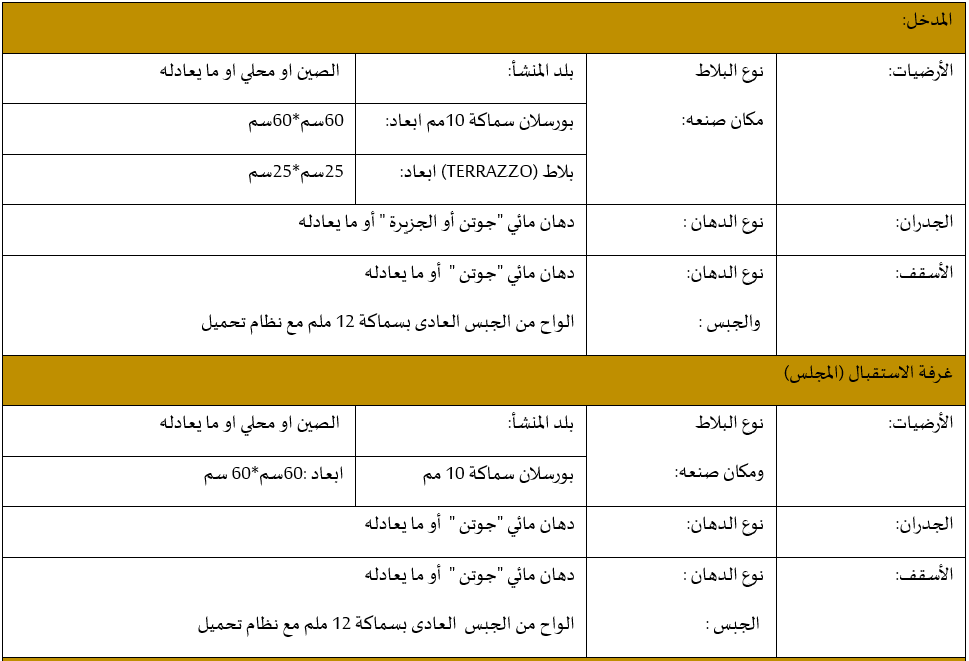 المدخل:
الأرضيات:
نوع البلاط
مكان صنعه:
بلد المنشأ:
الصين او محلي او ما يعادله
بورسلان سماكة 10مم ابعاد:
60سم*60سم
بلاط (TERRAZZO) ابعاد:
25سم*25سم
الجدران:
نوع الدهان :
دهان مائي "جوتن أو الجزيرة " أو ما يعادله
الأسقف:
نوع الدهان:
والجبس :
دهان مائي "جوتن " أو ما يعادله
الواح من الجبس العادى بسماكة 12 ملم مع نظام تحميل
غرفة الاستقبال (المجلس)
الأرضيات:
نوع البلاط
ومكان صنعه:
بلد المنشأ:
الصين او محلي او ما يعادله
بورسلان سماكة 10 مم
ابعاد :60سم*60 سم
الجدران:
نوع الدهان:
دهان مائي "جوتن " أو ما يعادله
الأسقف:
نوع الدهان :
الجبس :
دهان مائي "جوتن " أو ما يعادله
الواح من الجبس العادى بسماكة 12 ملم مع نظام تحميل